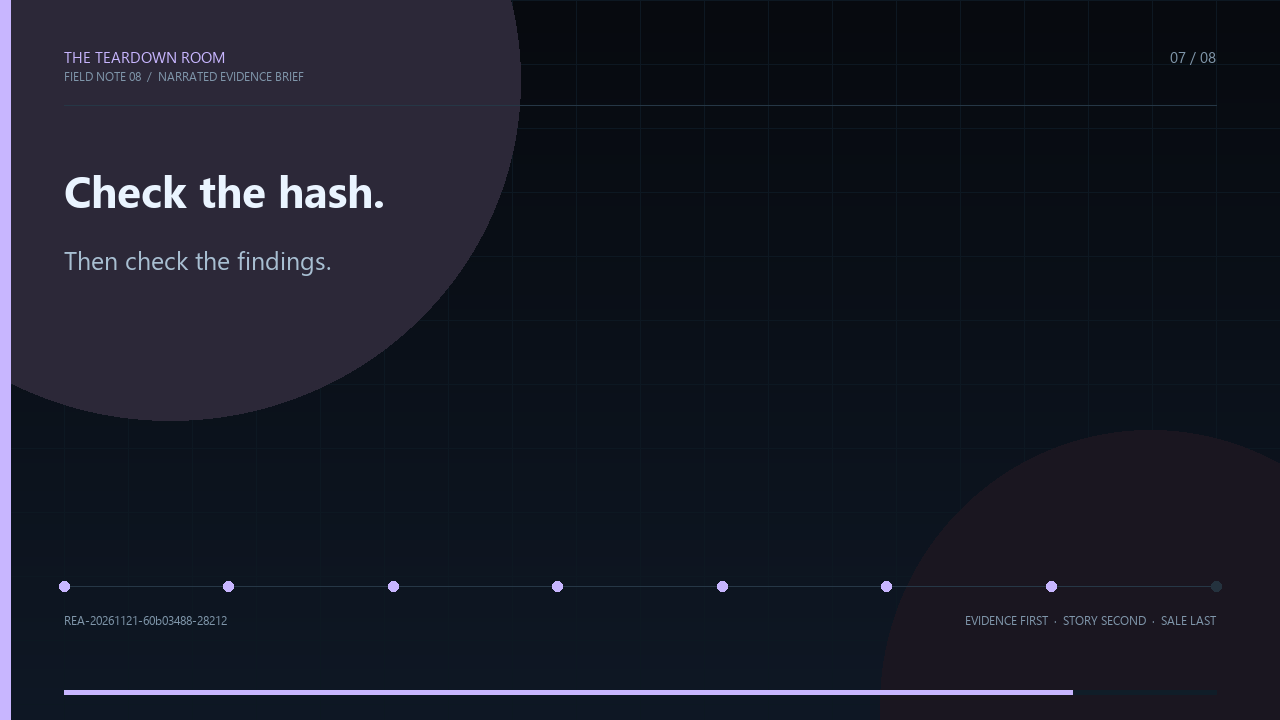 THE TEARDOWN ROOM
07 / 08
FIELD NOTE 08 / NARRATED EVIDENCE BRIEF
Check the hash.
Then check the findings.
REA-20261121-60b03488-28212
EVIDENCE FIRST · STORY SECOND · SALE LAST